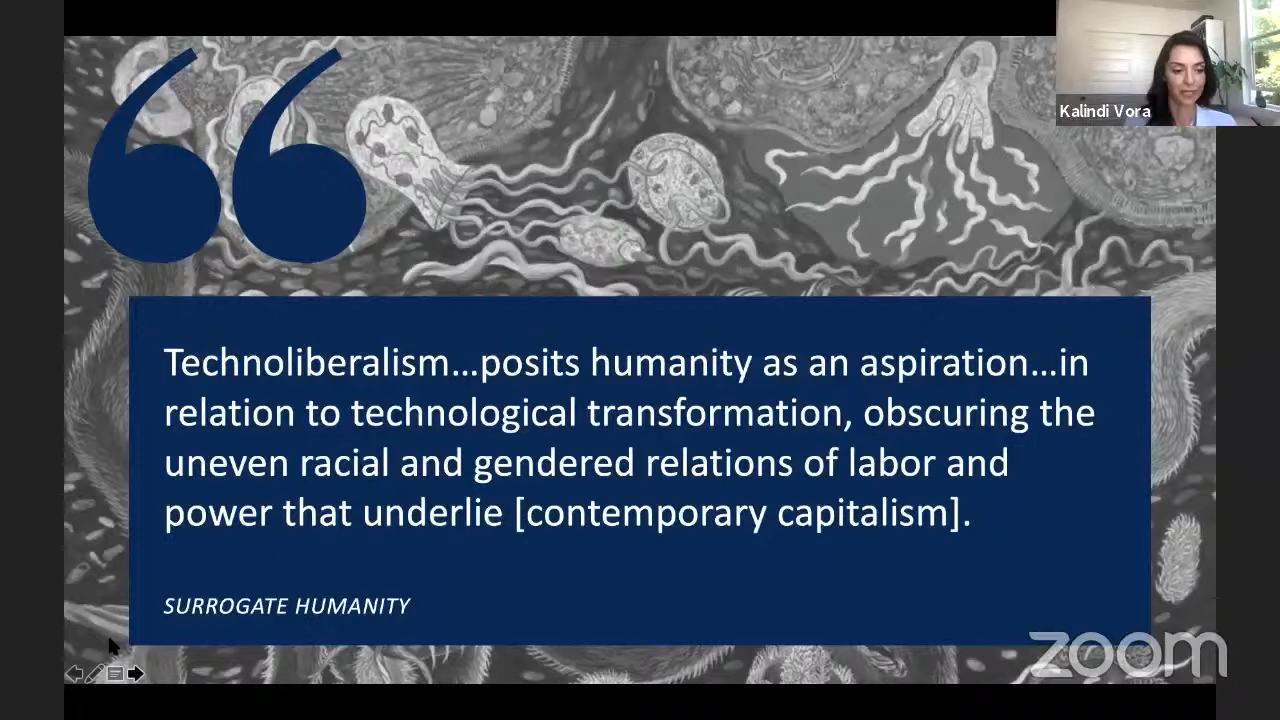 Kalindi Vora
Technoliberalism...posits humanity as an aspiration...in
relation to technological transformation, obscuring the
uneven racial and gendered relations of labor and
power that underlie [contemporary capitalism].
SURROGATE HUMANITY
zoom